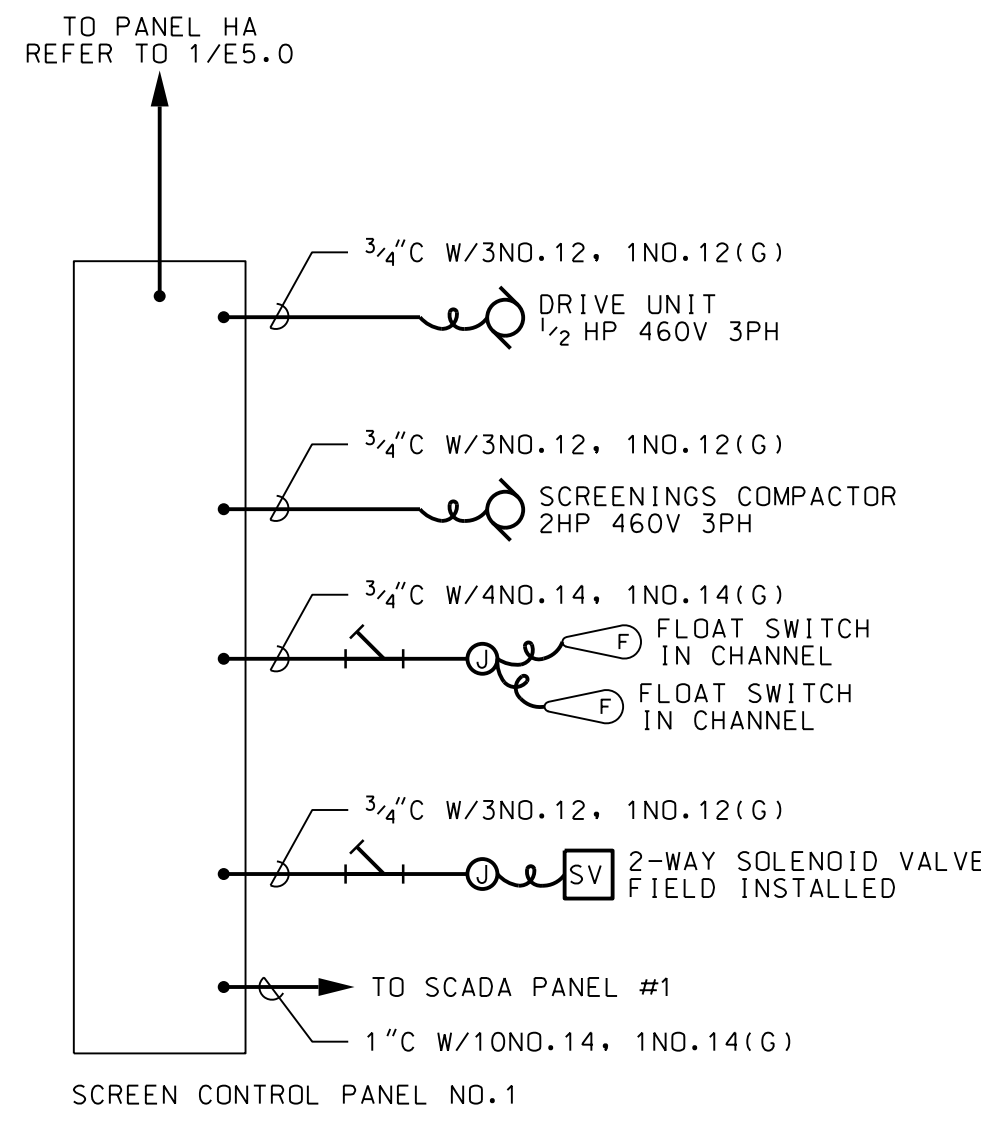 TO PANEL HA
REFER TO 1/E5.0
3/4"C W/3NO.12, 1NO.12(G)
DRIVE UNIT
1/2 HP 460V 3PH
3/4"C W/3NO.12, 1NO.12(G)
SCREENINGS COMPACTOR
2HP 460V 3PH
3/4"C W/4NO.14, 1NO.14(G)
J
F
FLOAT SWITCH
IN CHANNEL
F
FLOAT SWITCH
IN CHANNEL
3/4"C W/3NO.12, 1NO.12(G)
J
SV
2-WAY SOLENOID VALVE
FIELD INSTALLED
TO SCADA PANEL #1
1"C W/10NO.14, 1NO.14(G)
SCREEN CONTROL PANEL NO.1